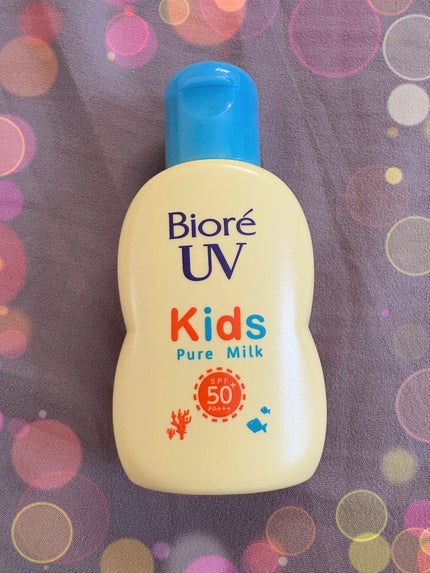 Bioré
UV
Kids
Pure Milk
SPF
50+
PA+++